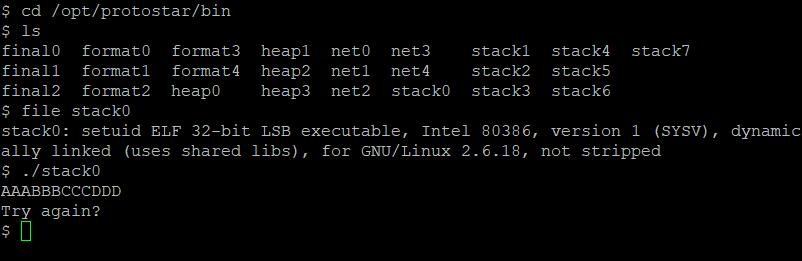 $ cd /opt/protostar/bin
$ ls
final0  format0  format3  heap1  net0  net3    stack1  stack4  stack7
final1  format1  format4  heap2  net1  net4    stack2  stack5
final2  format2  heap0    heap3  net2  stack0  stack3  stack6
$ file stack0
stack0: setuid ELF 32-bit LSB executable, Intel 80386, version 1 (SYSV), dynamic
ally linked (uses shared libs), for GNU/Linux 2.6.18, not stripped
$ ./stack0
AAABBBCCCDDD
Try again?
$